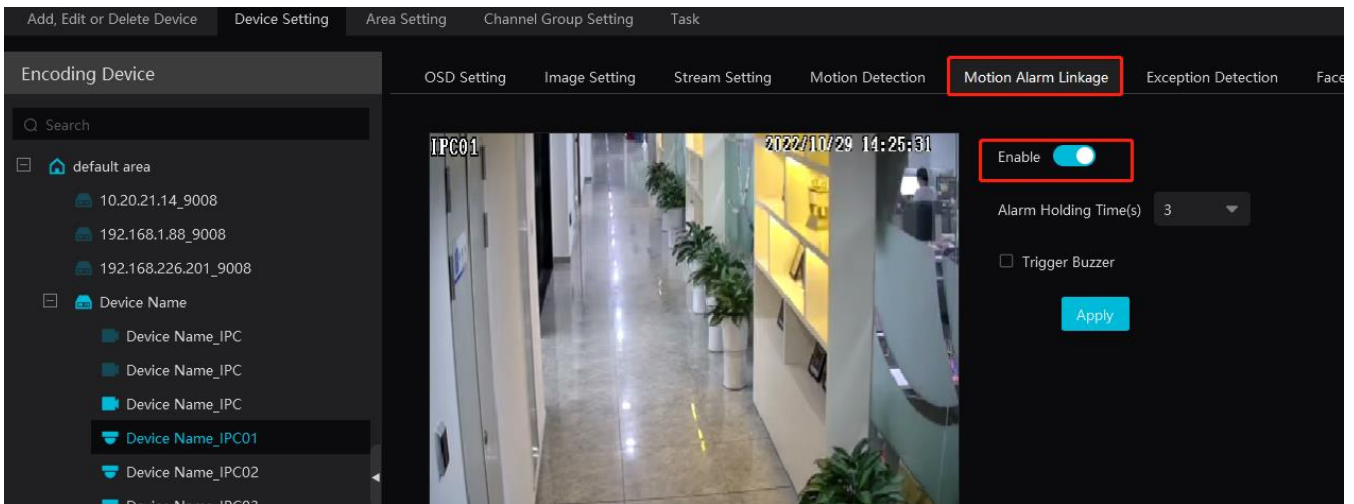 Add, Edit or Delete Device Device Setting Area Setting Channel Group Setting Task
Encoding Device
OSD Setting Image Setting Stream Setting Motion Detection Motion Alarm Linkage Exception Detection Face
Search
default area
10.20.21.14_9008
192.168.1.88_9008
192.168.226.201_9008
Device Name
Device Name_IPC
Device Name_IPC
Device Name_IPC
Device Name_IPC01
Device Name_IPC02
IPC01 2022/10/29 14:25:31
Enable
Alarm Holding Time(s) 3
Trigger Buzzer
Apply